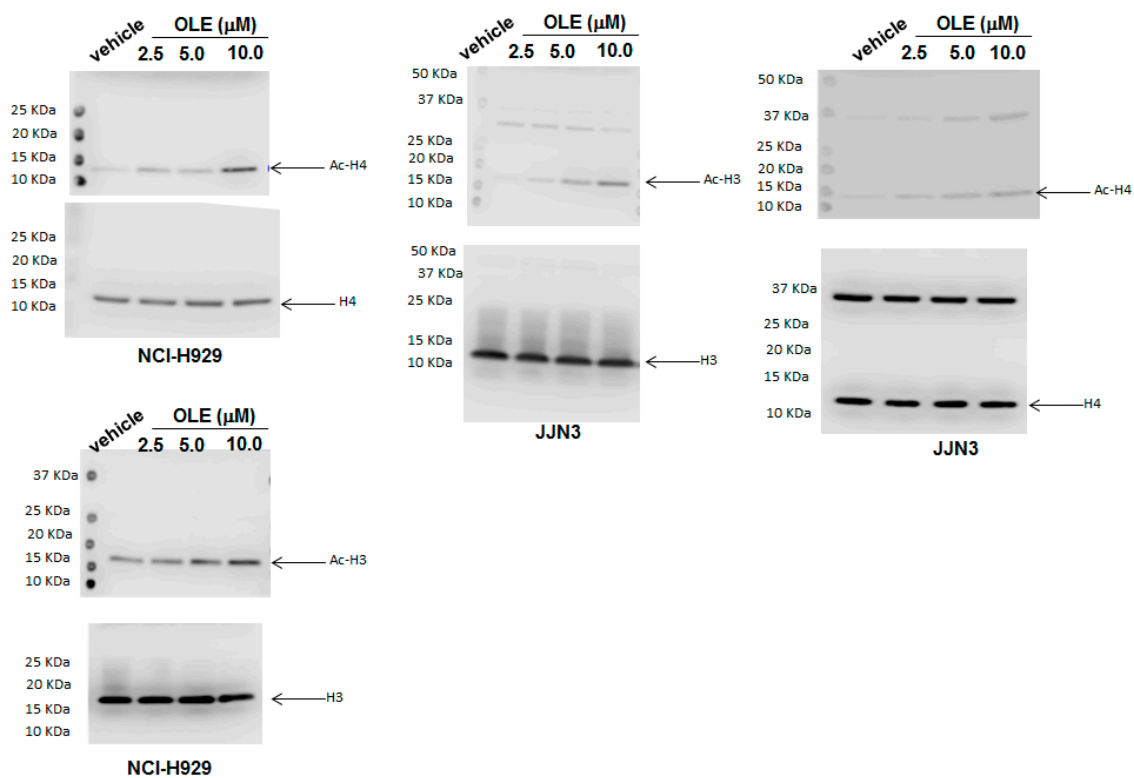 vehicle
OLE (μM)
2.5 5.0 10.0
25 KDa
20 KDa
15 KDa
10 KDa
Ac-H4
25 KDa
20 KDa
15 KDa
10 KDa
H4
NCI-H929
vehicle
OLE (μM)
2.5 5.0 10.0
50 KDa
37 KDa
25 KDa
20 KDa
15 KDa
10 KDa
Ac-H3
50 KDa
37 KDa
25 KDa
15 KDa
10 KDa
H3
JJN3
vehicle
OLE (μM)
2.5 5.0 10.0
50 KDa
37 KDa
25 KDa
20 KDa
15 KDa
10 KDa
Ac-H4
37 KDa
25 KDa
20 KDa
15 KDa
10 KDa
H4
JJN3
vehicle
OLE (μM)
2.5 5.0 10.0
37 KDa
25 KDa
20 KDa
15 KDa
10 KDa
Ac-H3
25 KDa
20 KDa
15 KDa
10 KDa
H3
NCI-H929